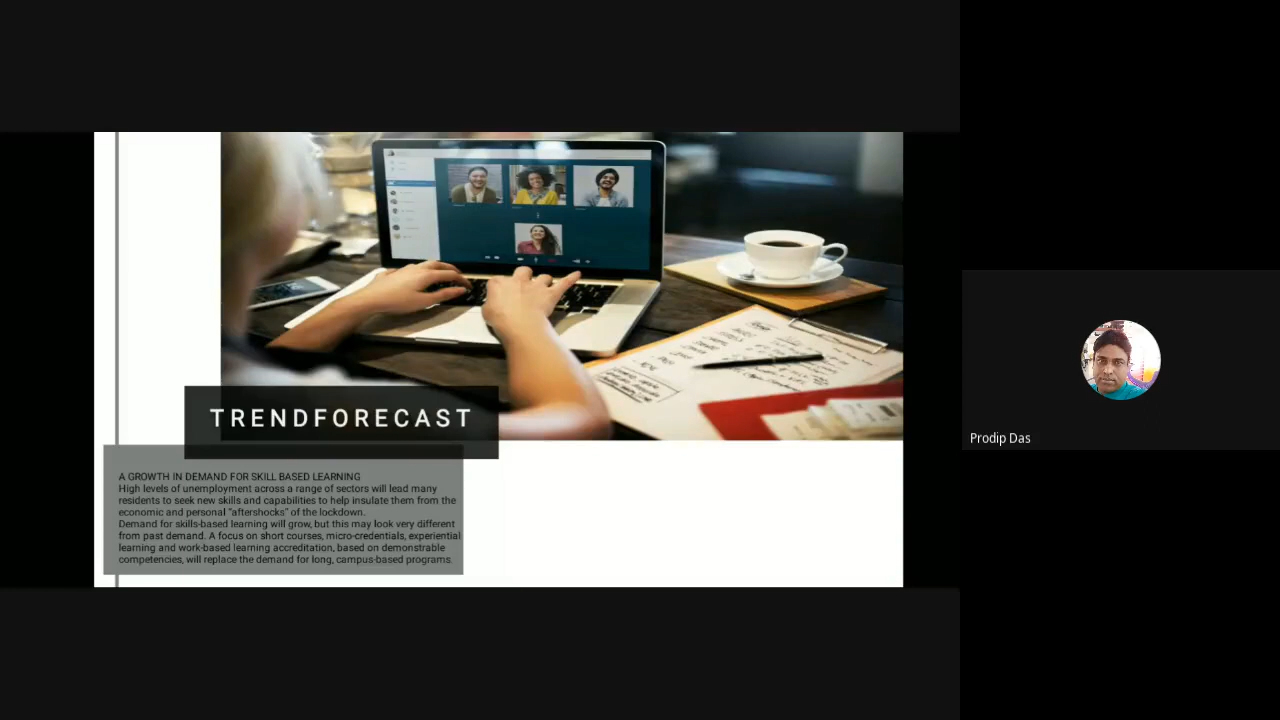 TRENDFORECAST
A GROWTH IN DEMAND FOR SKILL BASED LEARNING
High levels of unemployment across a range of sectors will lead many
residents to seek new skills and capabilities to help insulate them from the
economic and personal “aftershocks” of the lockdown.
Demand for skills-based learning will grow, but this may look very different
from past demand. A focus on short courses, micro-credentials, experiential
learning and work-based learning accreditation, based on demonstrable
competencies, will replace the demand for long, campus-based programs.
Prodip Das